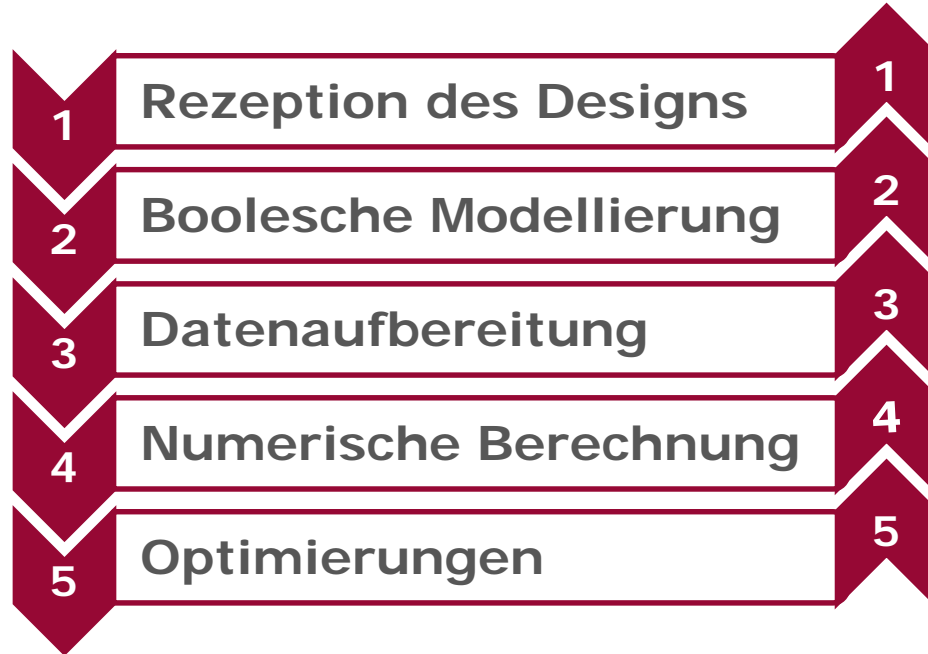 1 Rezeption des Designs 1
2 Boolesche Modellierung 2
3 Datenaufbereitung 3
4 Numerische Berechnung 4
5 Optimierungen 5